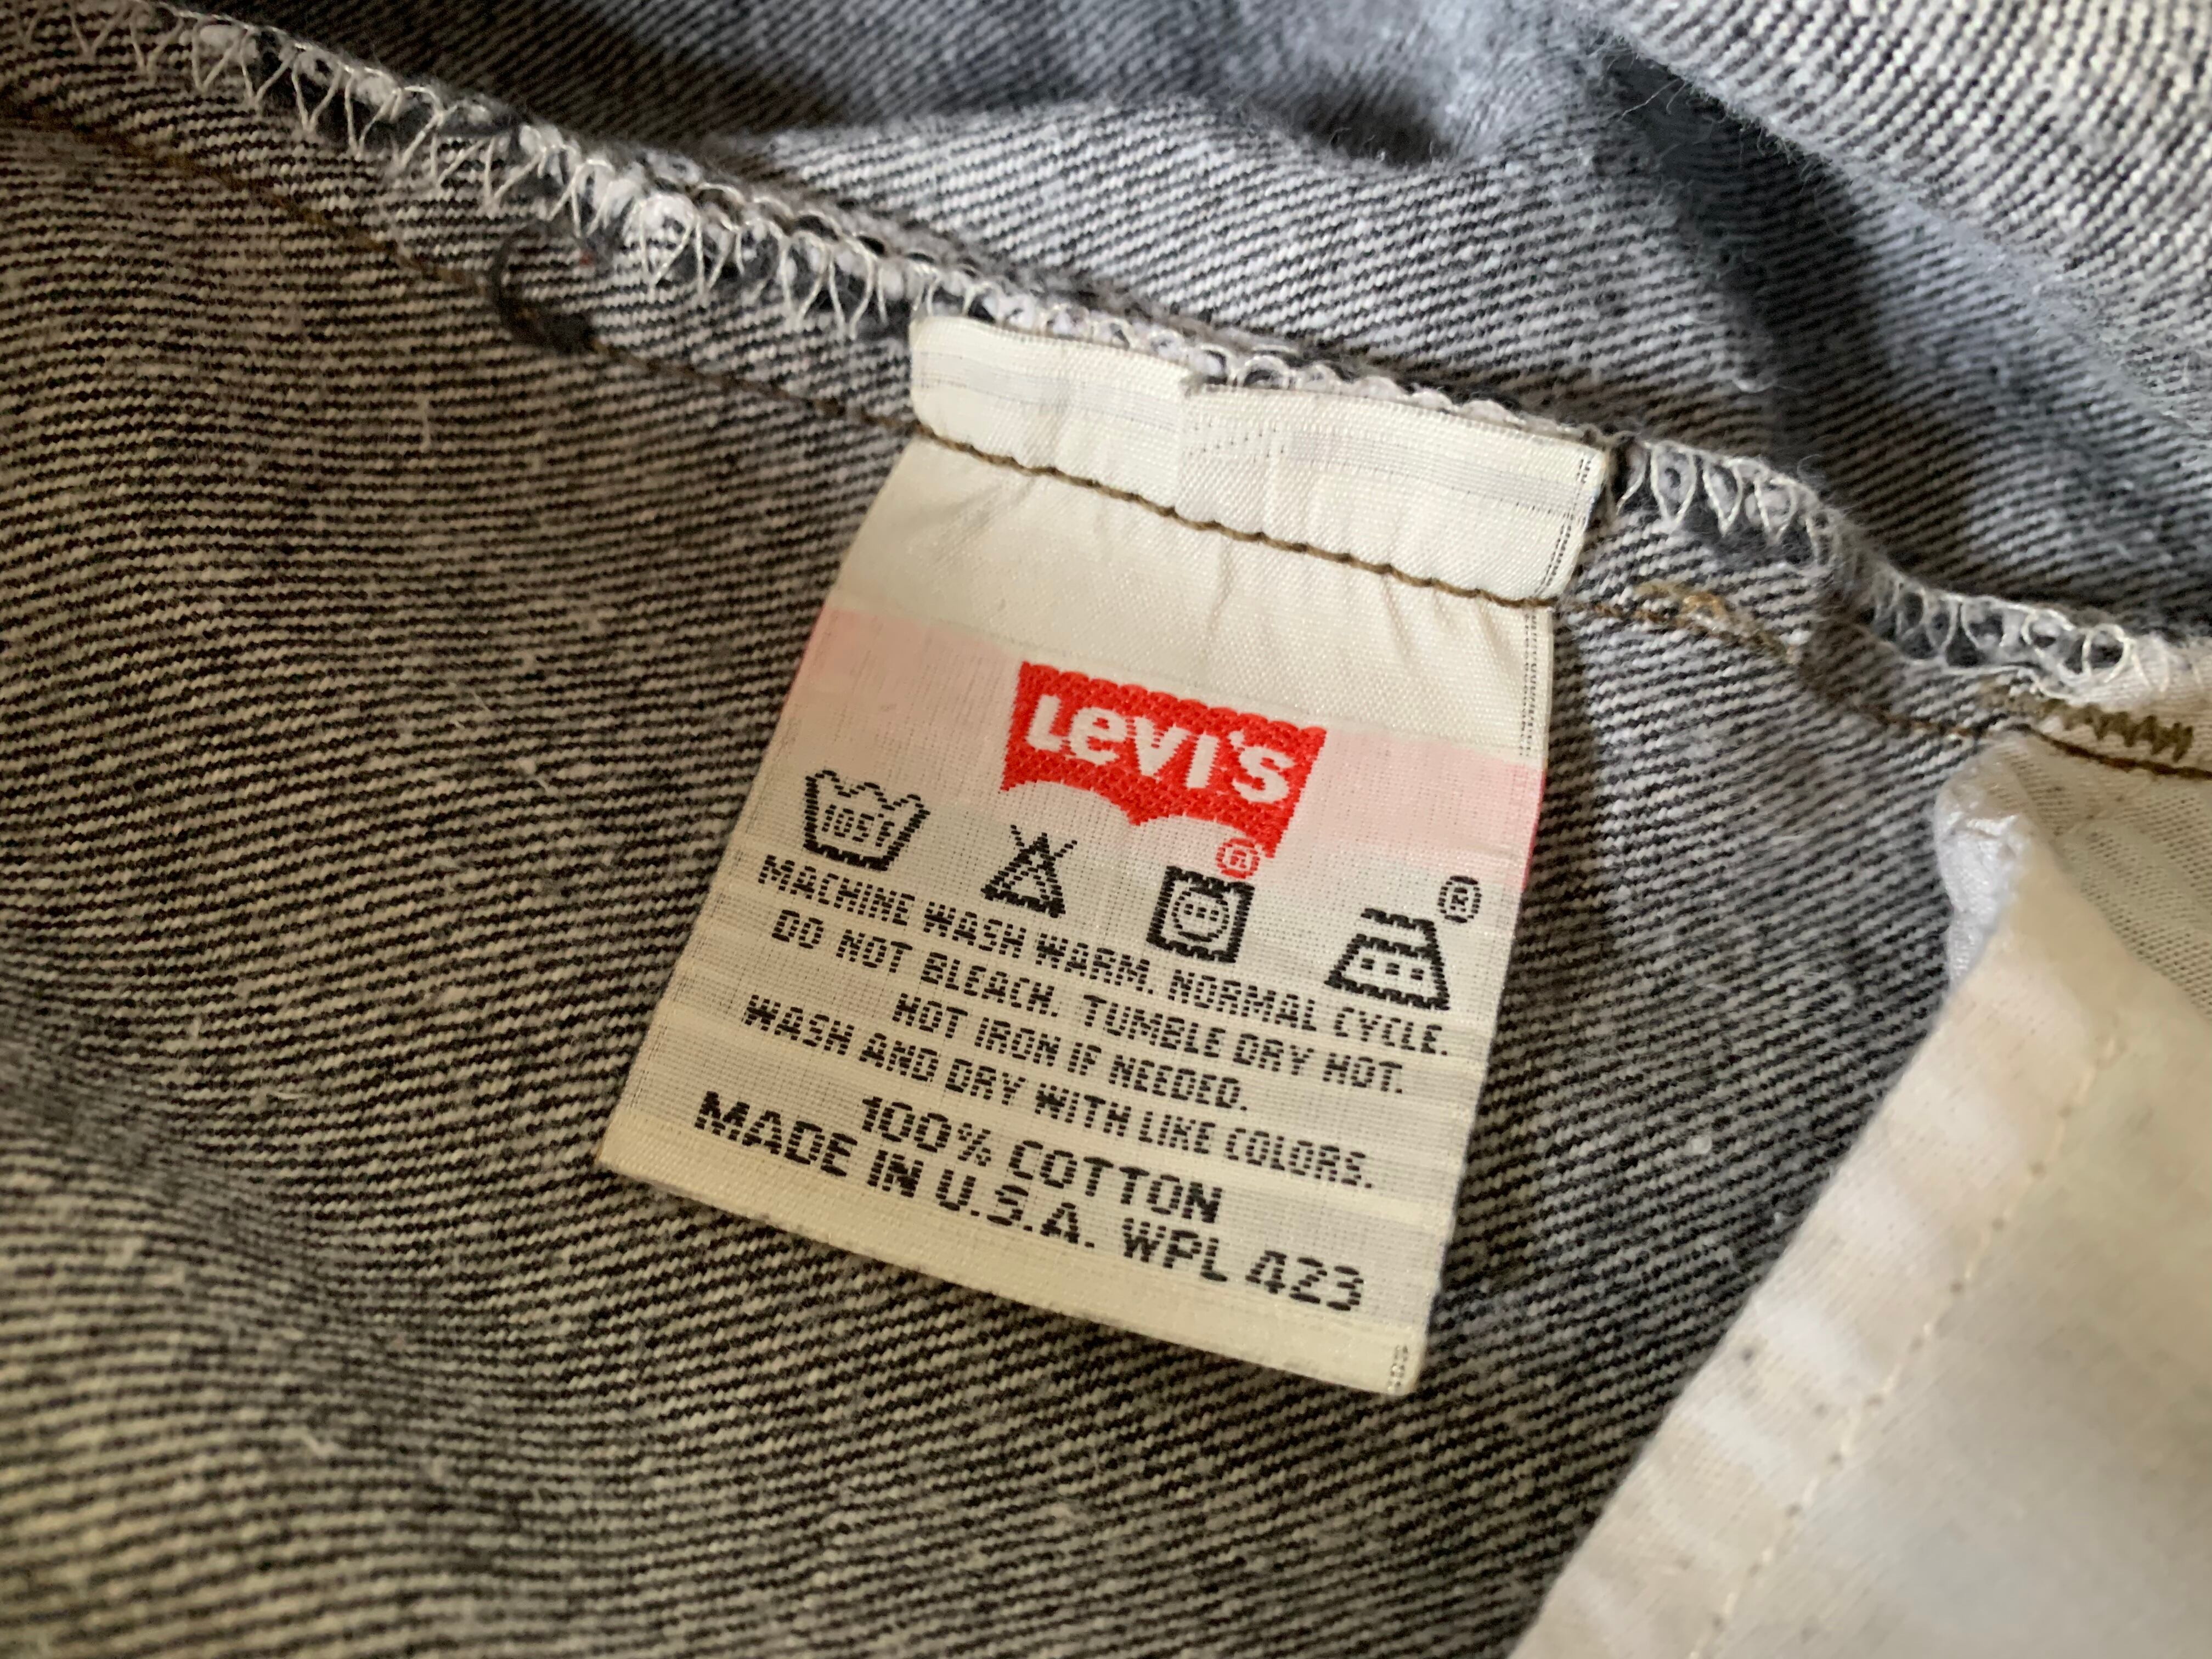 Levi's
®
105F
®
MACHINE WASH WARM. NORMAL CYCLE.
DO NOT BLEACH. TUMBLE DRY HOT.
HOT IRON IF NEEDED.
WASH AND DRY WITH LIKE COLORS.
100% COTTON
MADE IN U.S.A. WPL 423